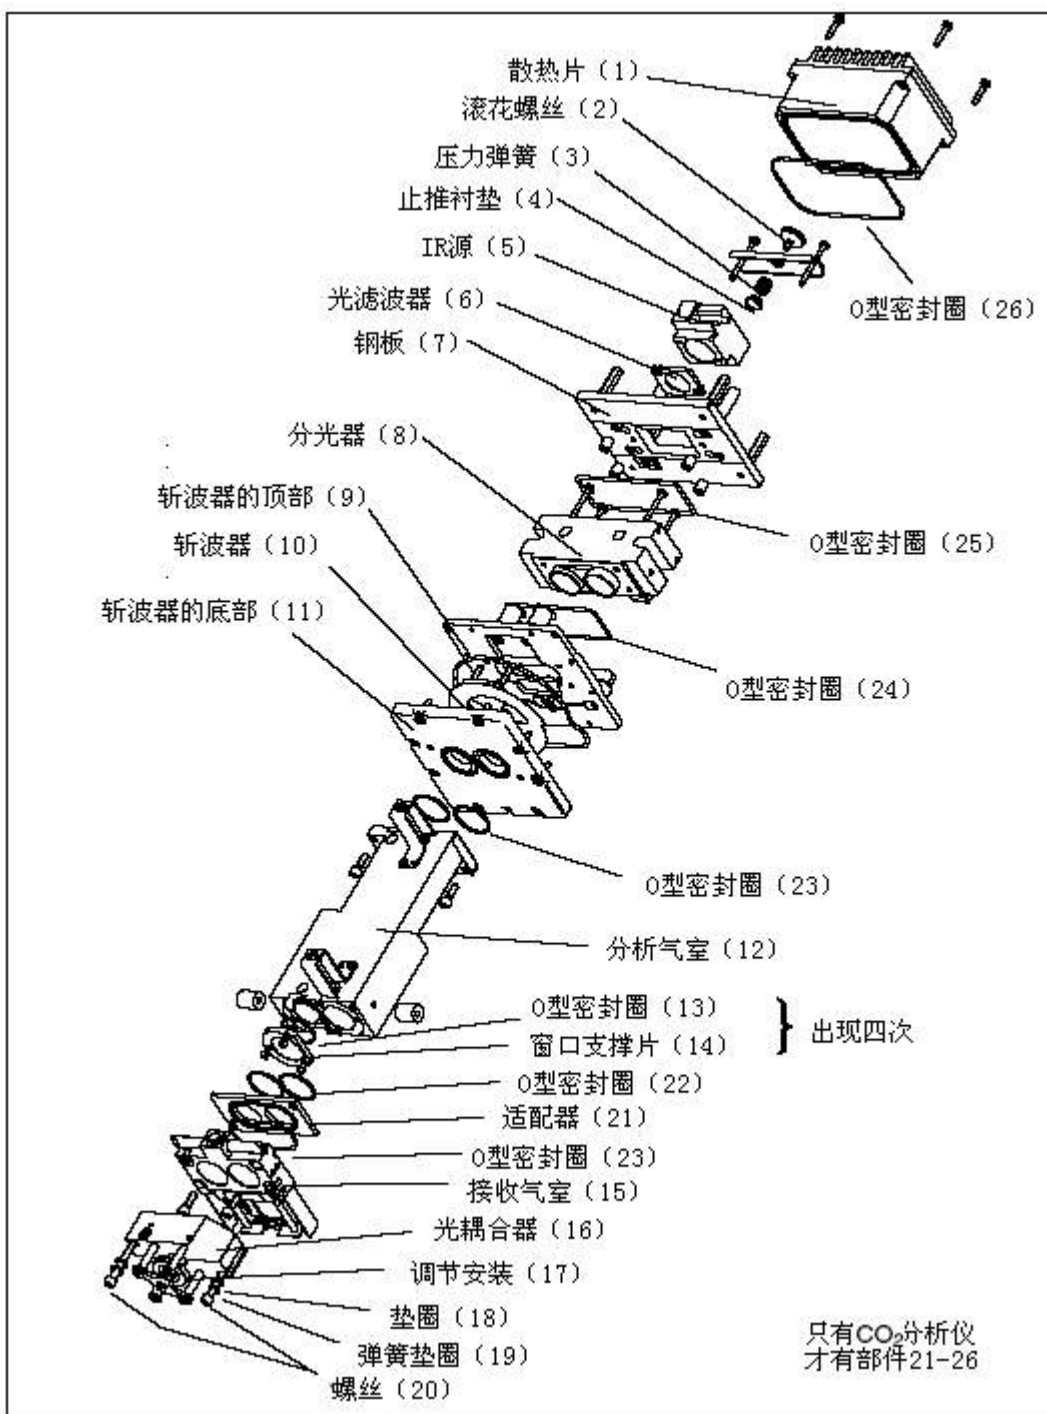 散热片（1）
滚花螺丝（2）
压力弹簧（3）
止推衬垫（4）
IR源（5）
O型密封圈（26）
光滤波器（6）
钢板（7）
分光器（8）
斩波器的顶部（9）
O型密封圈（25）
斩波器（10）
斩波器的底部（11）
O型密封圈（24）
O型密封圈（23）
分析气室（12）
O型密封圈（13）
出现四次
窗口支撑片（14）
O型密封圈（22）
适配器（21）
O型密封圈（23）
接收气室（15）
光耦合器（16）
调节安装（17）
垫圈（18）
弹簧垫圈（19）
螺丝（20）
只有CO₂分析仪
才有部件21-26